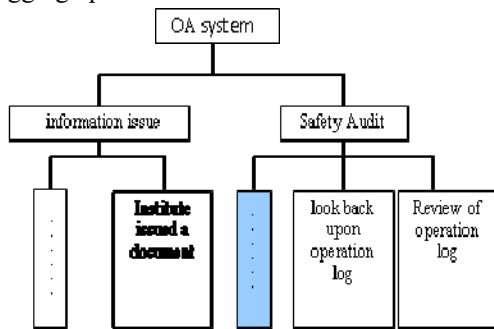 OA system
information issue
Safety Audit
Institute
issued a
document
look back
upon
operation
log
Review of
operation
log